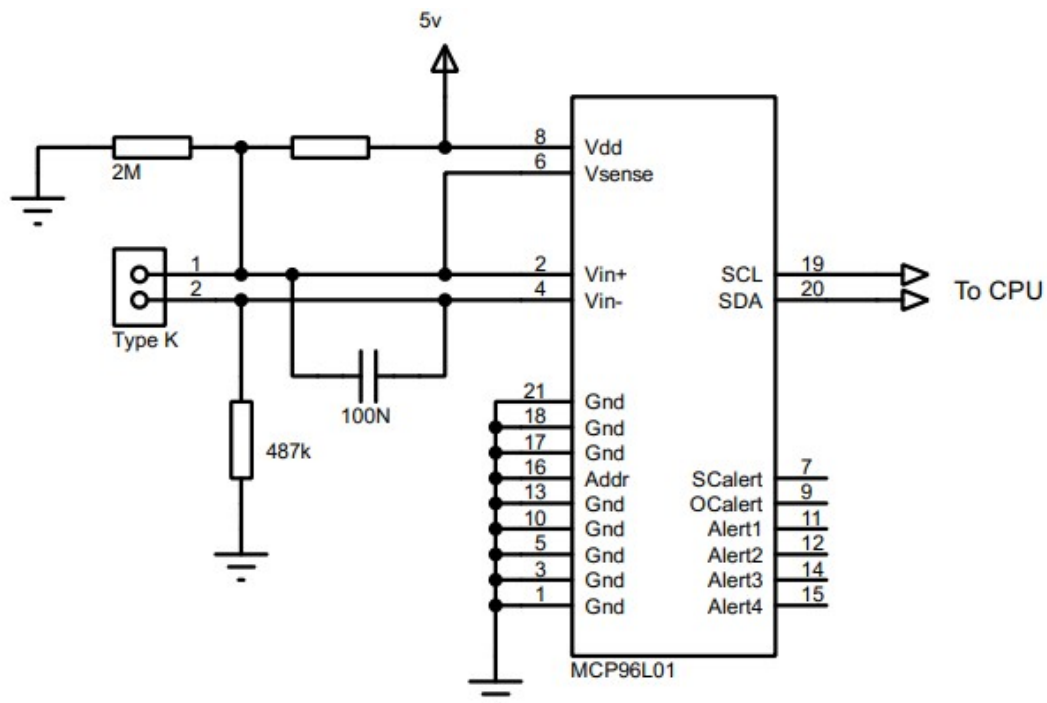 5v
8 Vdd
2M
6 Vsense
1
2 Vin+
SCL 19
2
4 Vin-
SDA 20
To CPU
Type K
100N
21 Gnd
18 Gnd
487k
17 Gnd
16 Addr
SCalert 7
13 Gnd
OCalert 9
10 Gnd
Alert1 11
5 Gnd
Alert2 12
3 Gnd
Alert3 14
1 Gnd
Alert4 15
MCP96L01